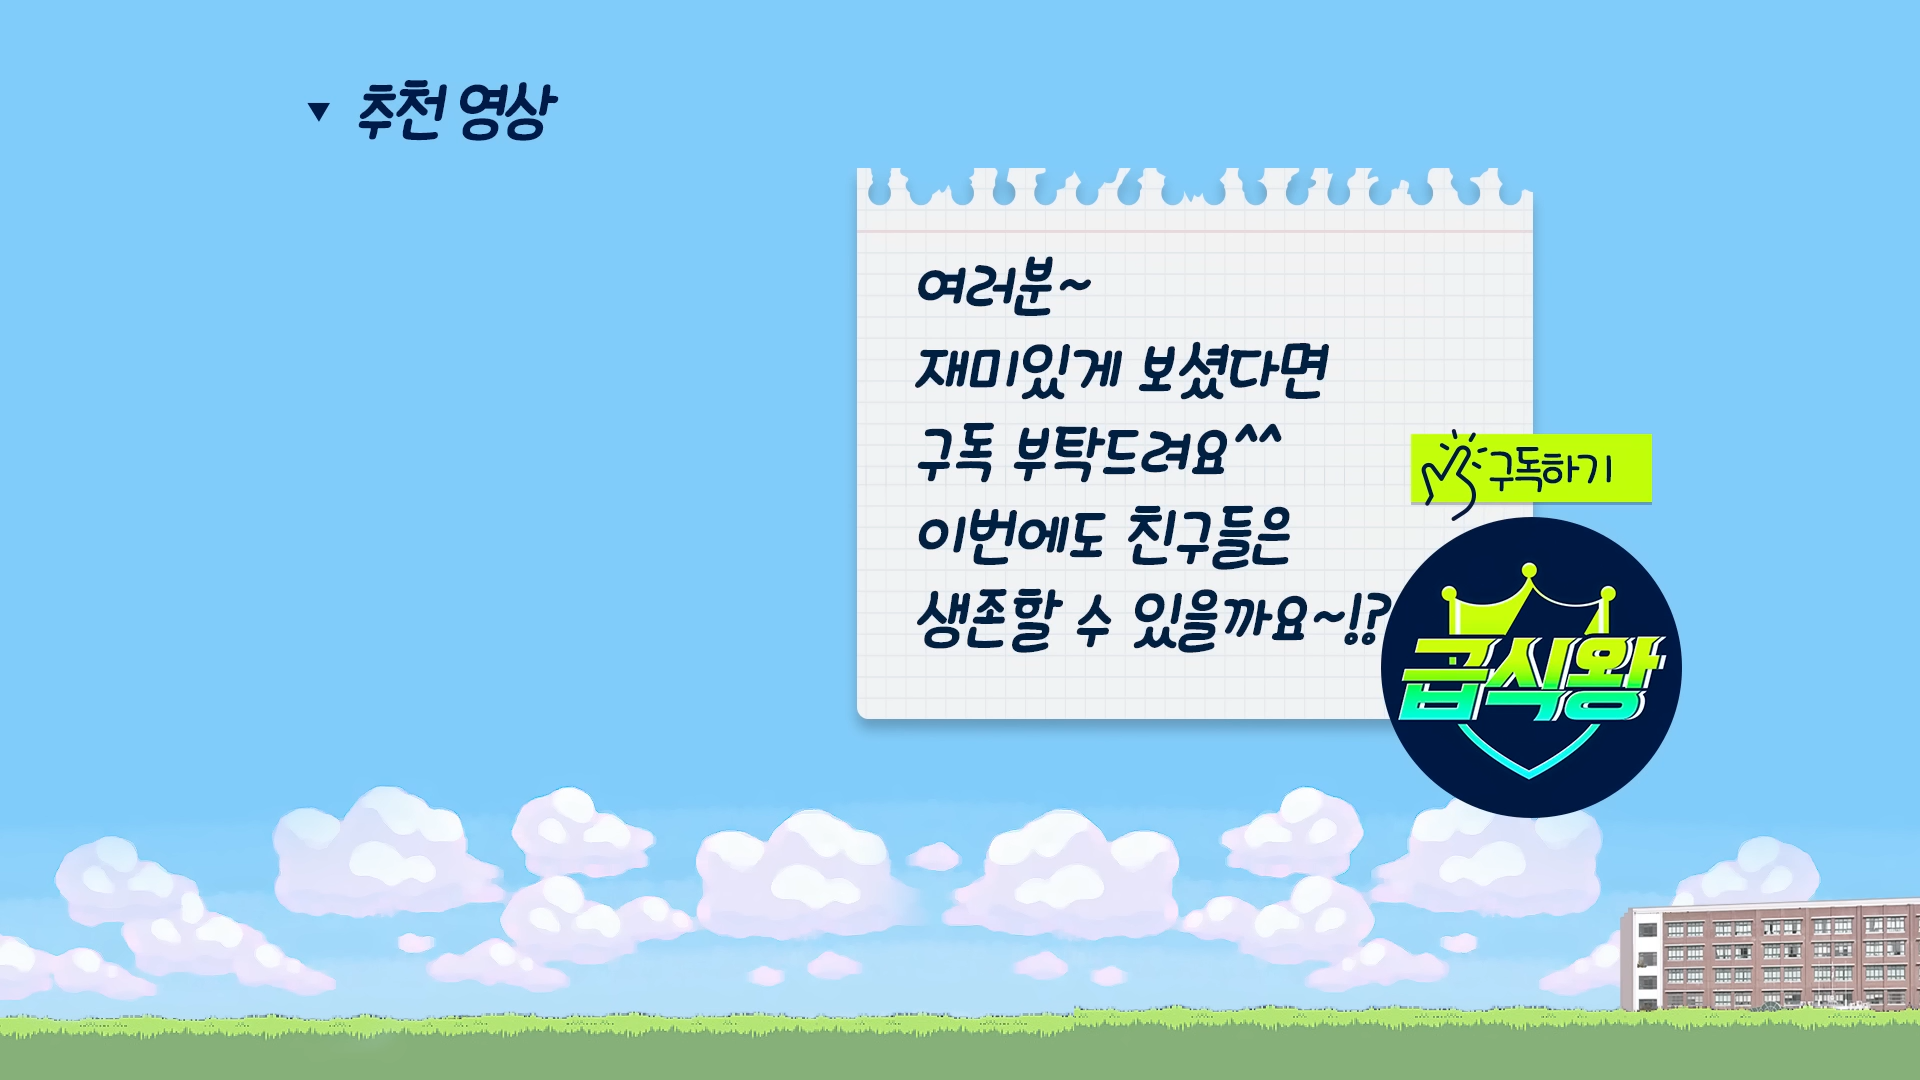 ▼ 추천 영상
여러분~
재미있게 보셨다면
구독 부탁드려요^^
이번에도 친구들은
생존할 수 있을까요~!?
구독하기
급식왕